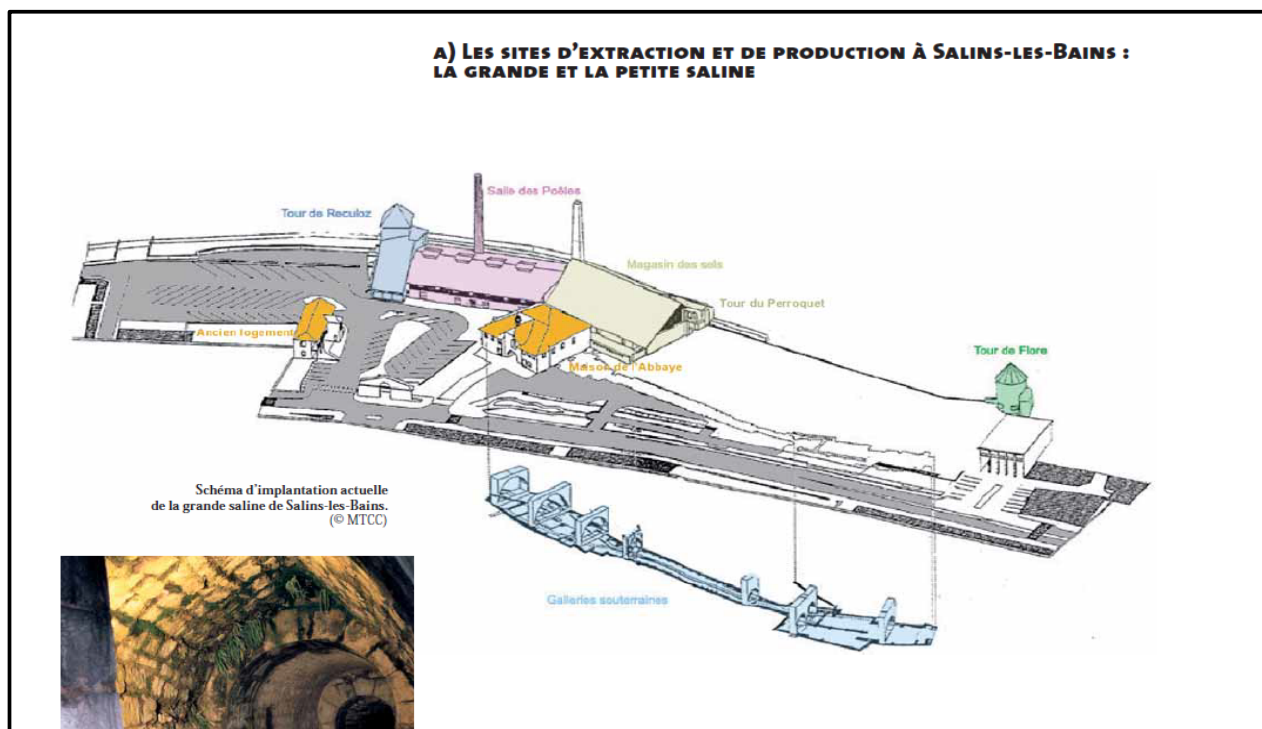 A) LES SITES D'EXTRACTION ET DE PRODUCTION À SALINS-LES-BAINS :
LA GRANDE ET LA PETITE SALINE
Salle des Poêles
Tour de Reculoz
Magasin des sels
Tour du Perroquet
Ancien logement
Maison de l'Abbaye
Tour de Flore
Schéma d'implantation actuelle
de la grande saline de Salins-les-Bains.
(© MTCC)
Galleries souterraines